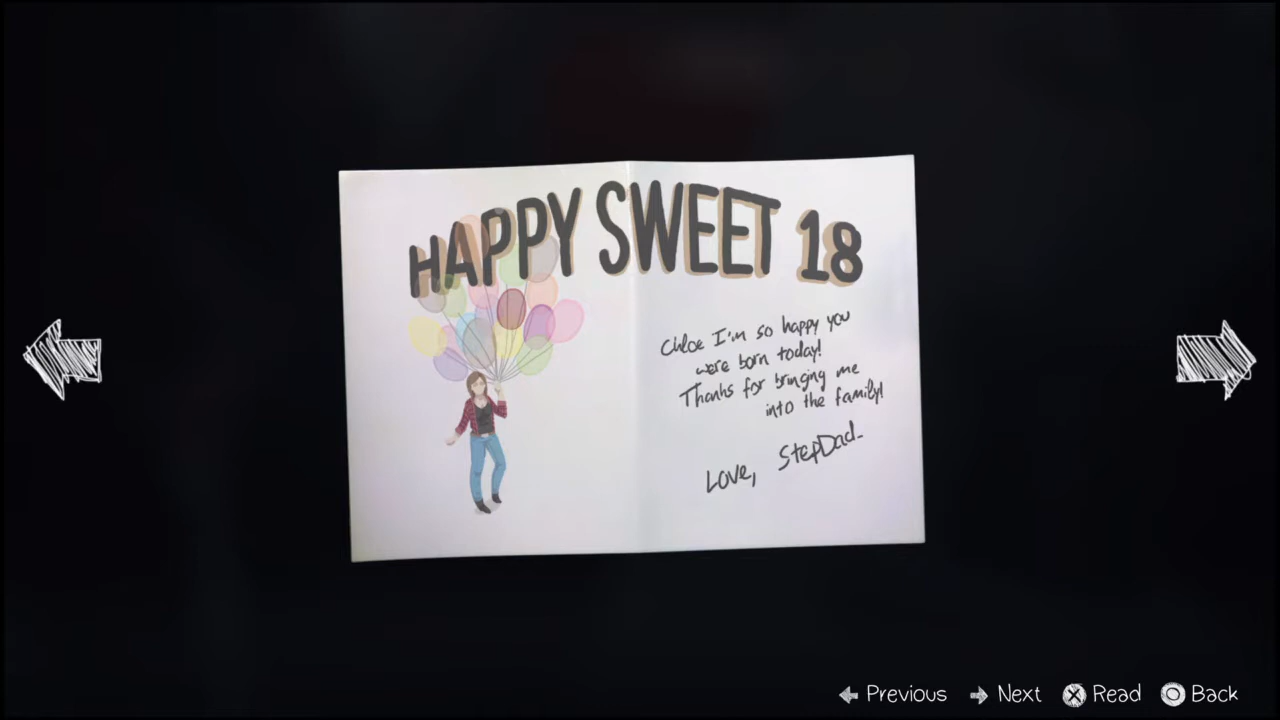 HAPPY SWEET 18
Chloe I'm so happy you
were born today!
Thanks for bringing me
into the family!
Love, StepDad-
Previous Next Read Back